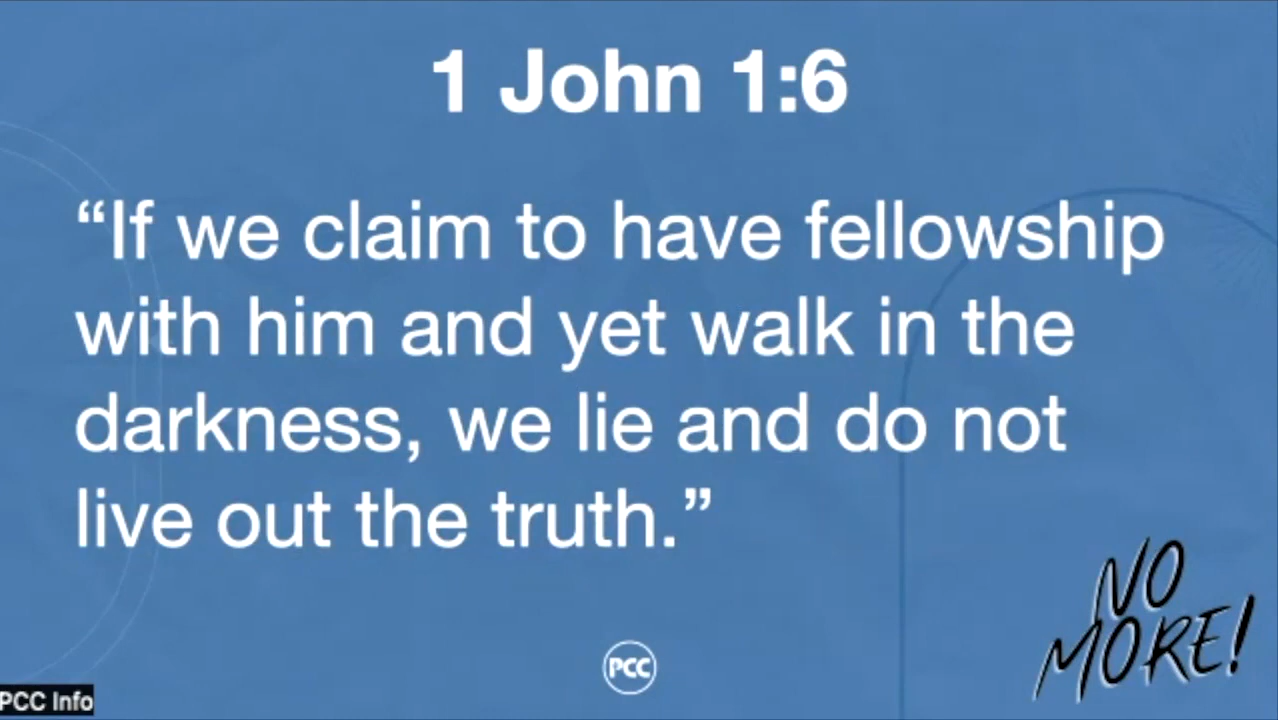 1 John 1:6
“If we claim to have fellowship
with him and yet walk in the
darkness, we lie and do not
live out the truth.”
NO
MORE!
PCC
PCC Info